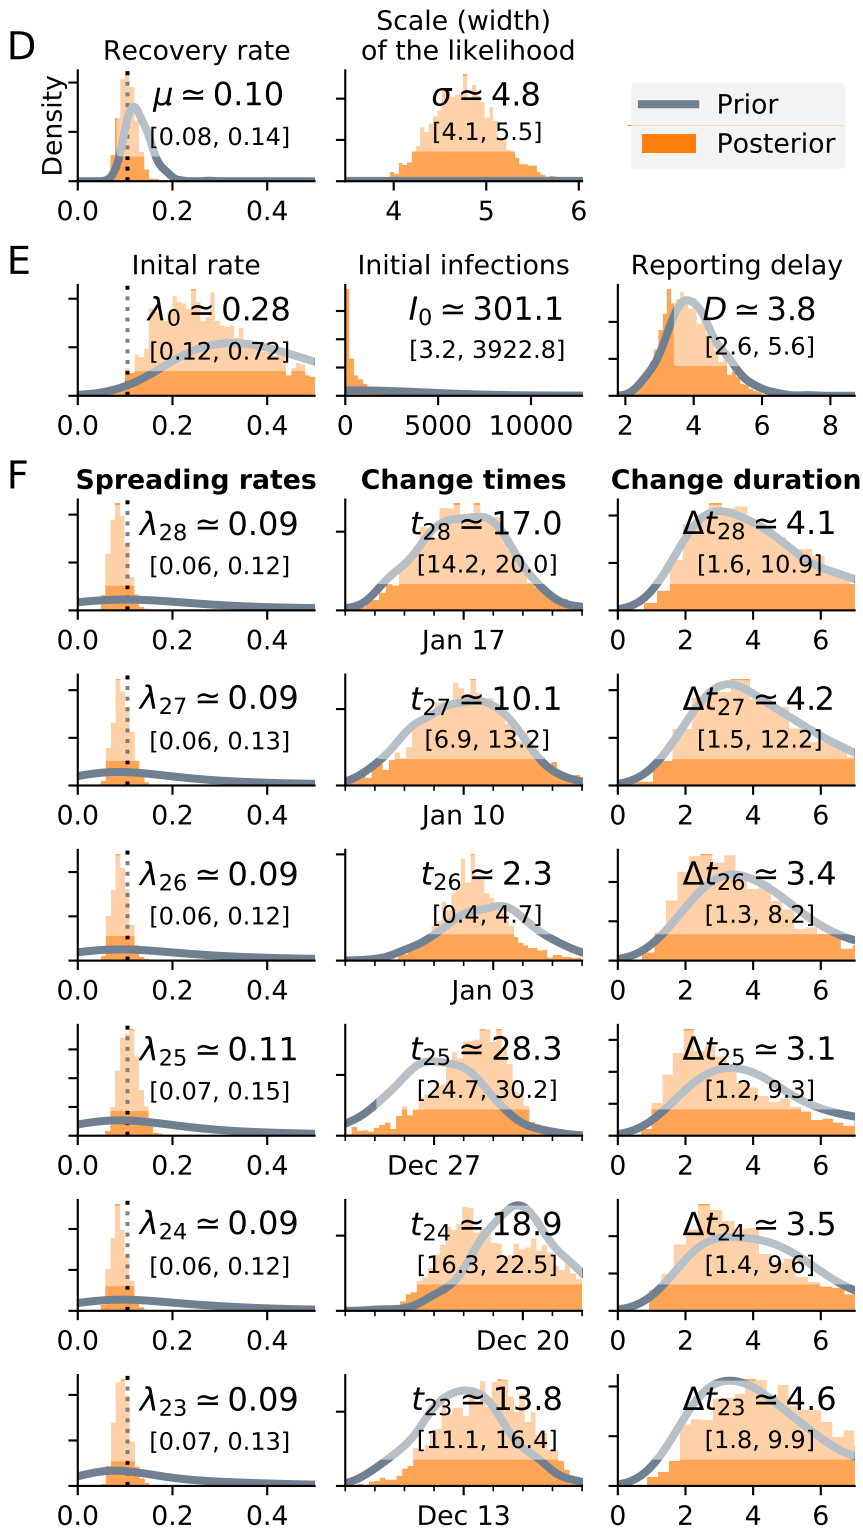 D
Recovery rate
Scale (width)
of the likelihood
Density
μ ≃ 0.10
[0.08, 0.14]
0.0 0.2 0.4
σ ≃ 4.8
[4.1, 5.5]
4 5 6
Prior
Posterior
E
Inital rate
λ0 ≃ 0.28
[0.12, 0.72]
0.0 0.2 0.4
Initial infections
I0 ≃ 301.1
[3.2, 3922.8]
0 5000 10000
Reporting delay
D ≃ 3.8
[2.6, 5.6]
2 4 6 8
F
Spreading rates
Change times
Change duration
λ28 ≃ 0.09
[0.06, 0.12]
0.0 0.2 0.4
t28 ≃ 17.0
[14.2, 20.0]
Jan 17
Δt28 ≃ 4.1
[1.6, 10.9]
0 2 4 6
λ27 ≃ 0.09
[0.06, 0.13]
0.0 0.2 0.4
t27 ≃ 10.1
[6.9, 13.2]
Jan 10
Δt27 ≃ 4.2
[1.5, 12.2]
0 2 4 6
λ26 ≃ 0.09
[0.06, 0.12]
0.0 0.2 0.4
t26 ≃ 2.3
[0.4, 4.7]
Jan 03
Δt26 ≃ 3.4
[1.3, 8.2]
0 2 4 6
λ25 ≃ 0.11
[0.07, 0.15]
0.0 0.2 0.4
t25 ≃ 28.3
[24.7, 30.2]
Dec 27
Δt25 ≃ 3.1
[1.2, 9.3]
0 2 4 6
λ24 ≃ 0.09
[0.06, 0.12]
0.0 0.2 0.4
t24 ≃ 18.9
[16.3, 22.5]
Dec 20
Δt24 ≃ 3.5
[1.4, 9.6]
0 2 4 6
λ23 ≃ 0.09
[0.07, 0.13]
0.0 0.2 0.4
t23 ≃ 13.8
[11.1, 16.4]
Dec 13
Δt23 ≃ 4.6
[1.8, 9.9]
0 2 4 6